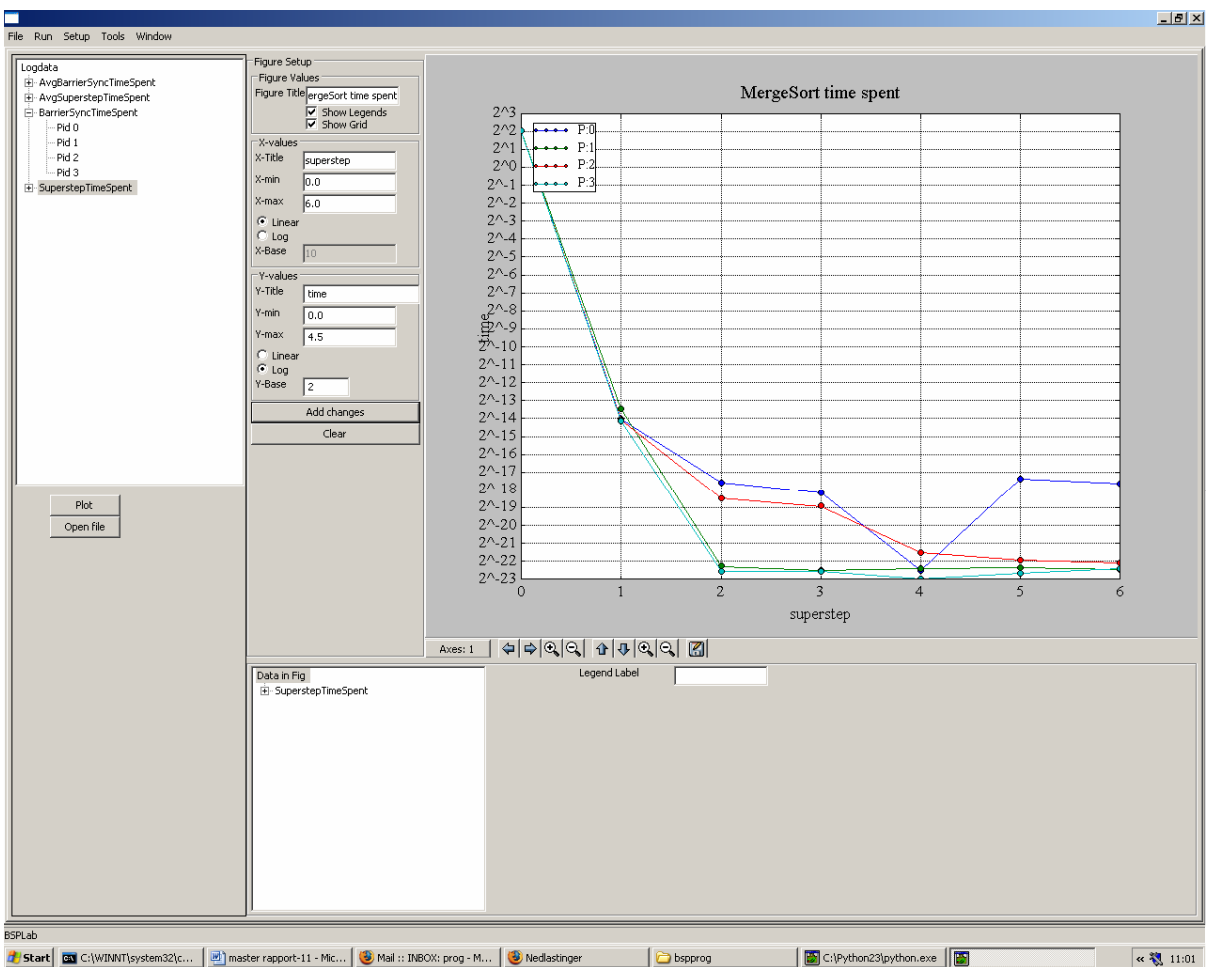 File Run Setup Tools Window
Logdata
AvgBarrierSyncTimeSpent
AvgSuperstepTimeSpent
BarrierSyncTimeSpent
Pid 0
Pid 1
Pid 2
Pid 3
SuperstepTimeSpent
Plot
Open file
Figure Setup
Figure Values
Figure Title ergeSort time spent
Show Legends
Show Grid
X-values
X-Title superstep
X-min 0.0
X-max 6.0
Linear
Log
X-Base 10
Y-values
Y-Title time
Y-min 0.0
Y-max 4.5
Linear
Log
Y-Base 2
Add changes
Clear
MergeSort time spent
2^3
2^2
2^1
2^0
2^-1
2^-2
2^-3
2^-4
2^-5
2^-6
2^-7
2^-8
2^-9
2^-10
2^-11
2^-12
2^-13
2^-14
2^-15
2^-16
2^-17
2^ 18
2^-19
2^-20
2^-21
2^-22
2^-23
time
P:0
P:1
P:2
P:3
0 1 2 3 4 5 6
superstep
Axes: 1
Data in Fig
SuperstepTimeSpent
Legend Label
BSPLab
Start C:\WINNT\system32\c... master rapport-11 - Mic... Mail :: INBOX: prog - M... Nedlastinger bspprog C:\Python23\python.exe « 11:01